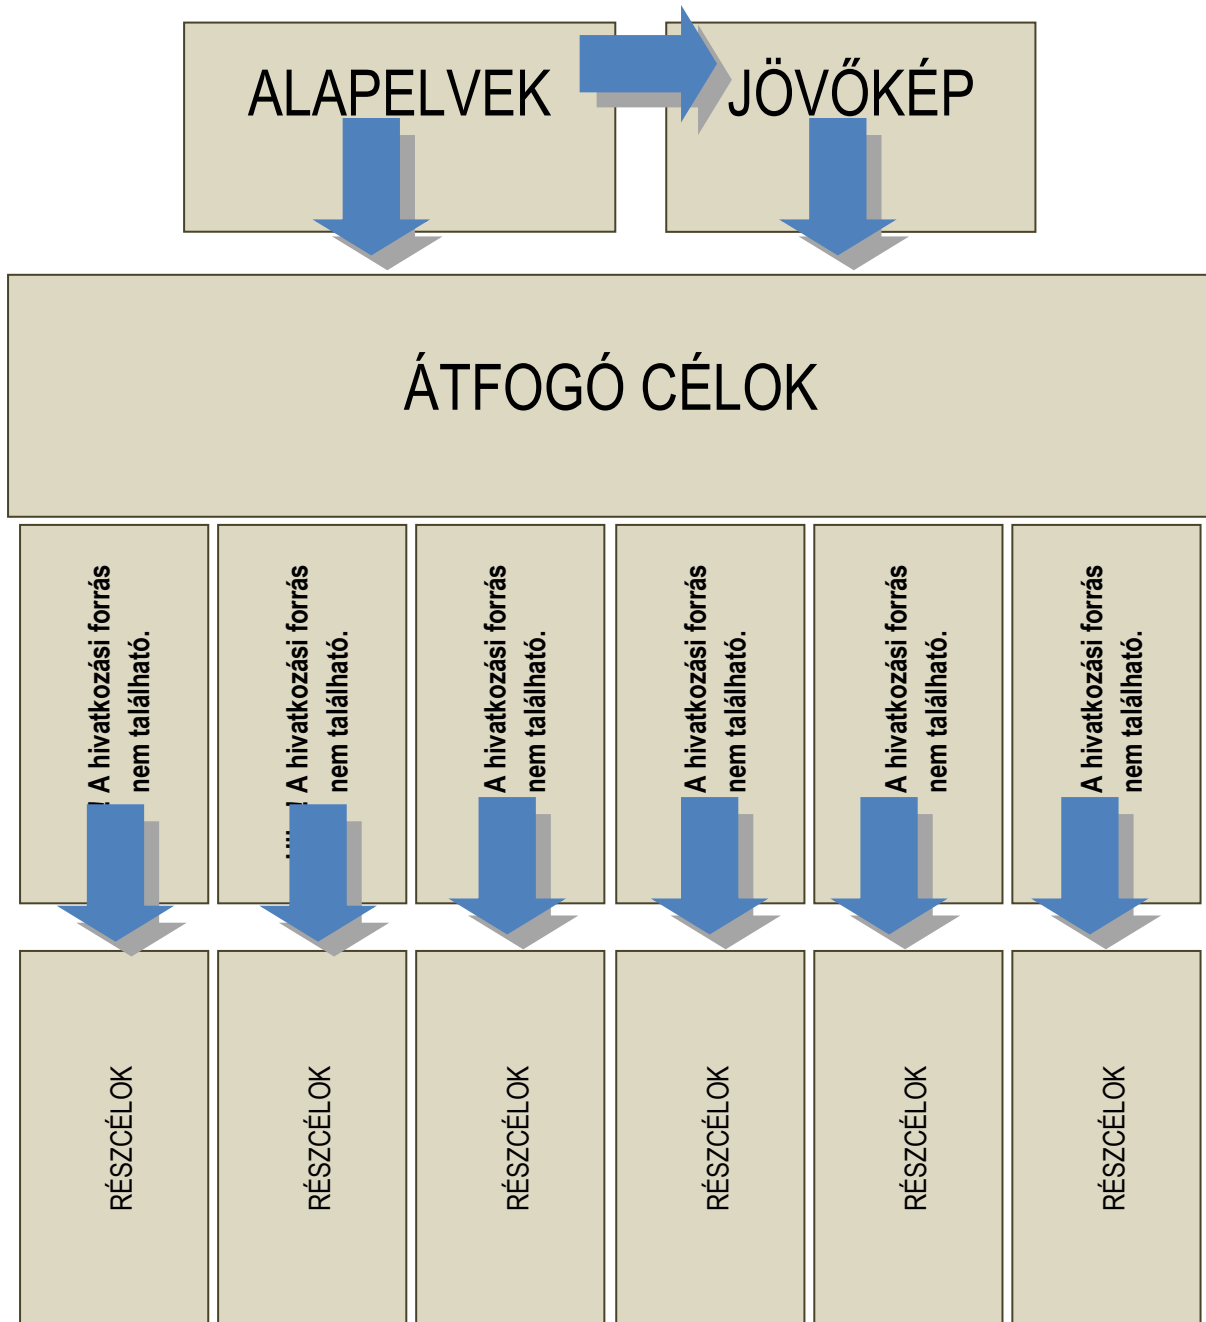 ALAPELVEK
JÖVŐKÉP
ÁTFOGÓ CÉLOK
! A hivatkozási forrás
nem található.
! A hivatkozási forrás
nem található.
A hivatkozási forrás
nem található.
A hivatkozási forrás
nem található.
A hivatkozási forrás
nem található.
A hivatkozási forrás
nem található.
RÉSZCÉLOK
RÉSZCÉLOK
RÉSZCÉLOK
RÉSZCÉLOK
RÉSZCÉLOK
RÉSZCÉLOK